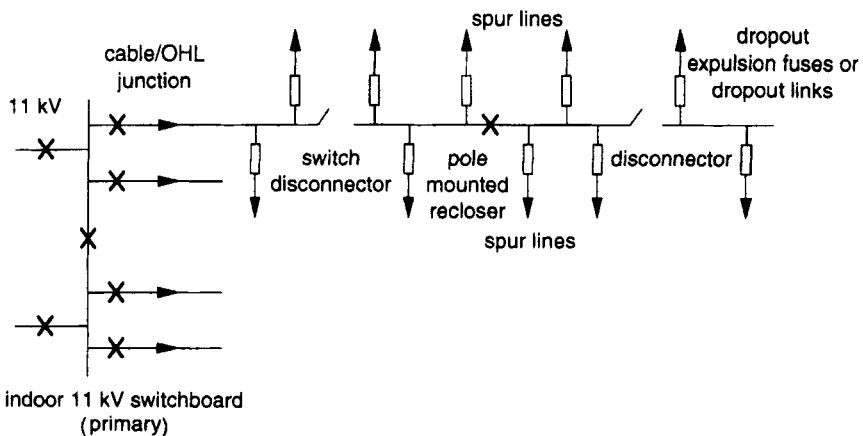 spur lines
cable/OHL
junction
dropout
expulsion fuses or
dropout links
11 kV
switch
disconnector
pole
mounted
recloser
disconnector
spur lines
indoor 11 kV switchboard
(primary)